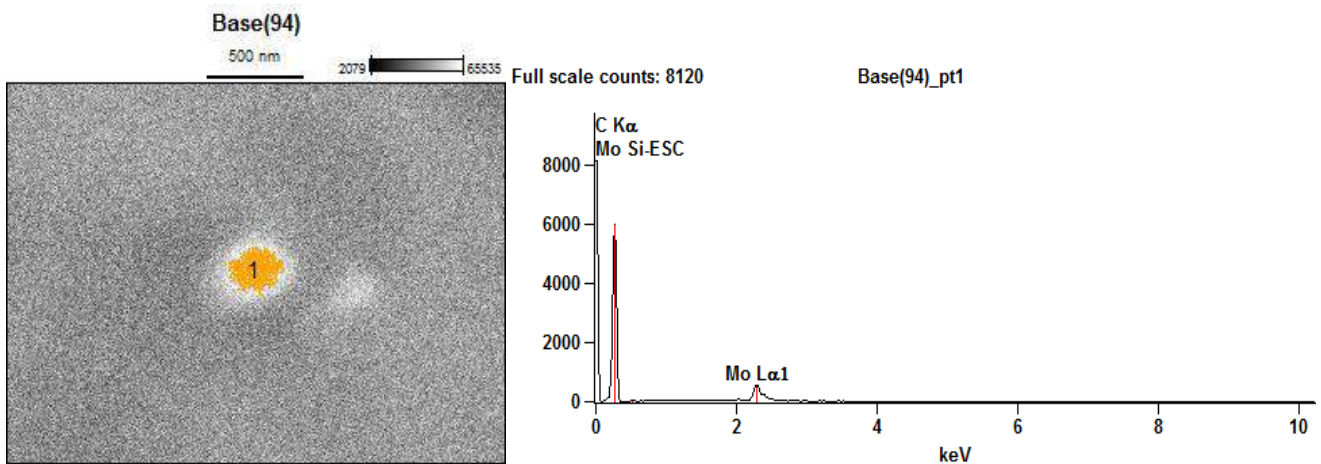 Base(94)
500 nm
2079 65535
1
Full scale counts: 8120
Base(94)_pt1
C Kα
Mo Si-ESC
8000
6000
4000
Mo Lα1
2000
0
0 2 4 6 8 10
keV